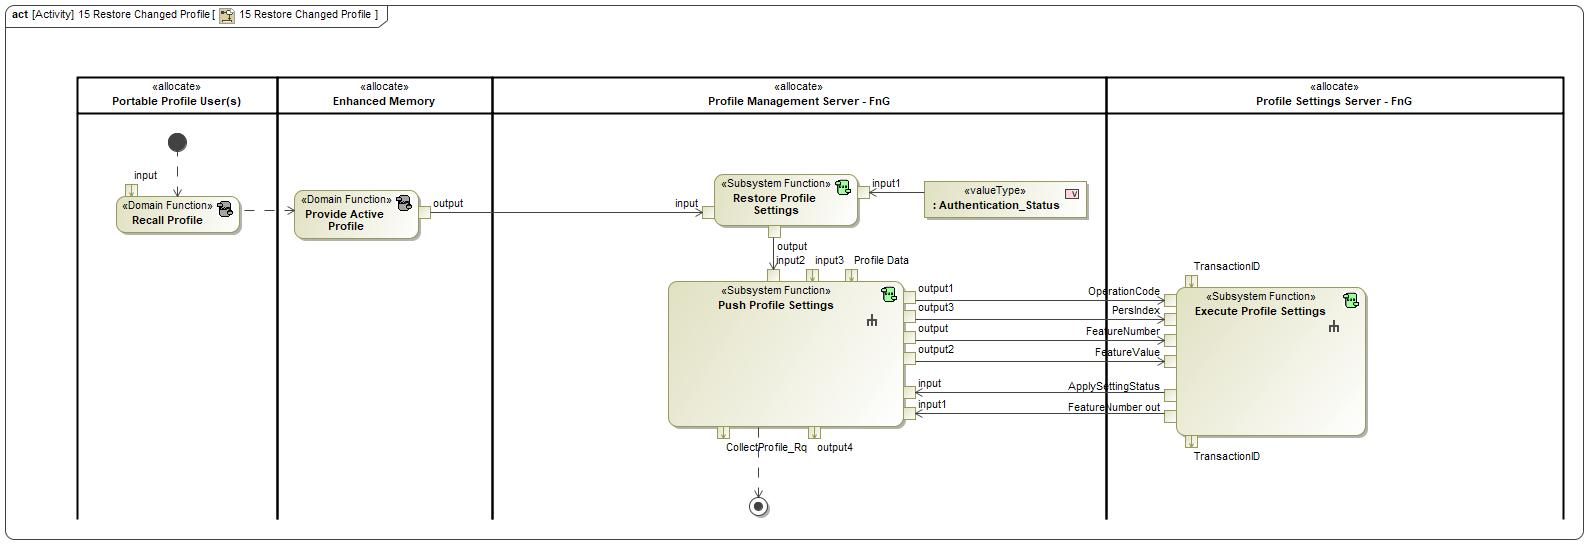 act [Activity] 15 Restore Changed Profile [ 15 Restore Changed Profile ]
«allocate»
Portable Profile User(s)
«allocate»
Enhanced Memory
«allocate»
Profile Management Server - FnG
«allocate»
Profile Settings Server - FnG
input
«Domain Function»
Recall Profile
«Domain Function»
Provide Active
Profile
output
input
«Subsystem Function»
Restore Profile
Settings
input1
«valueType»
: Authentication_Status
V
output
input2
input3
Profile Data
«Subsystem Function»
Push Profile Settings
output1
output3
output
output2
input
input1
OperationCode
PersIndex
FeatureNumber
FeatureValue
ApplySettingStatus
FeatureNumber out
TransactionID
«Subsystem Function»
Execute Profile Settings
TransactionID
CollectProfile_Rq
output4